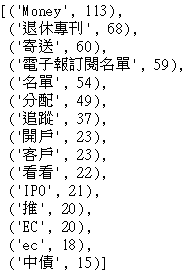 [('Money', 113),
('退休專刊', 68),
('寄送', 60),
('電子報訂閱名單', 59),
('名單', 54),
('分配', 49),
('追蹤', 37),
('開戶', 23),
('客戶', 23),
('看看', 22),
('IPO', 21),
('推', 20),
('EC', 20),
('ec', 18),
('中債', 15)]